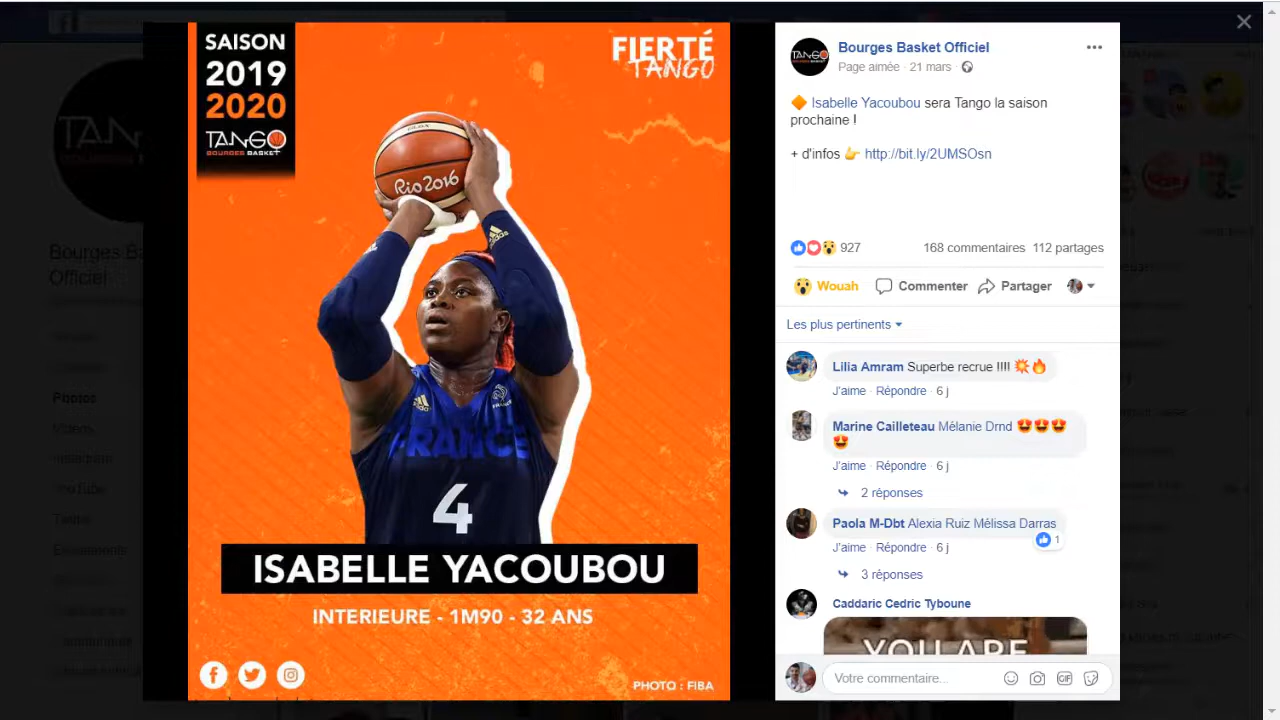 SAISON
2019
2020
TANGO
BOURGES BASKET
FIERTÉ
TANGO
Rio2016
adidas
FRANCE
4
ISABELLE YACOUBOU
INTERIEURE - 1M90 - 32 ANS
PHOTO : FIBA
Bourges Basket Officiel
Page aimée · 21 mars ·
Isabelle Yacoubou sera Tango la saison
prochaine !
+ d'infos 👉 http://bit.ly/2UMSOsn
927
168 commentaires 112 partages
Wouah Commenter Partager
Les plus pertinents
Lilia Amram Superbe recrue !!!! 💥🔥
J'aime · Répondre · 6 j
Marine Cailleteau Mélanie Drnd 🤩🤩🤩
🤩
J'aime · Répondre · 6 j
2 réponses
Paola M-Dbt Alexia Ruiz Mélissa Darras
1
J'aime · Répondre · 6 j
3 réponses
Caddaric Cedric Tyboune
YOU ARE
Votre commentaire...
GIF
Bourges Ba
Officiel
Photos